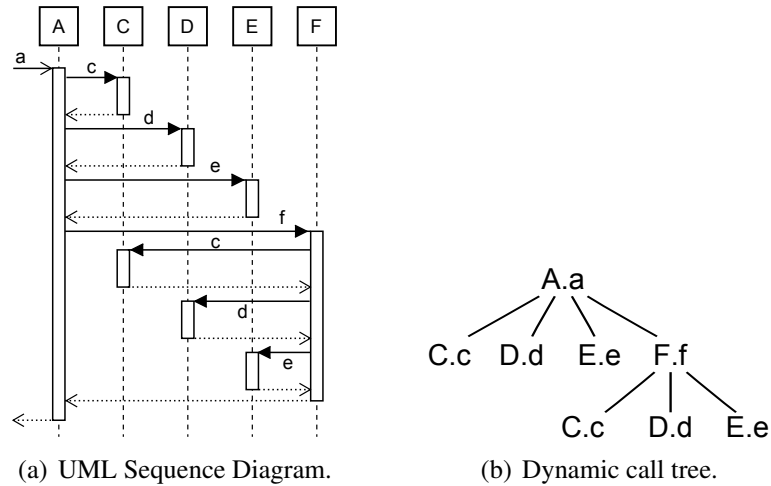 A C D E F
a
c
d
e
f
c
d
e
A.a
C.c D.d E.e F.f
C.c D.d E.e
(a) UML Sequence Diagram. (b) Dynamic call tree.